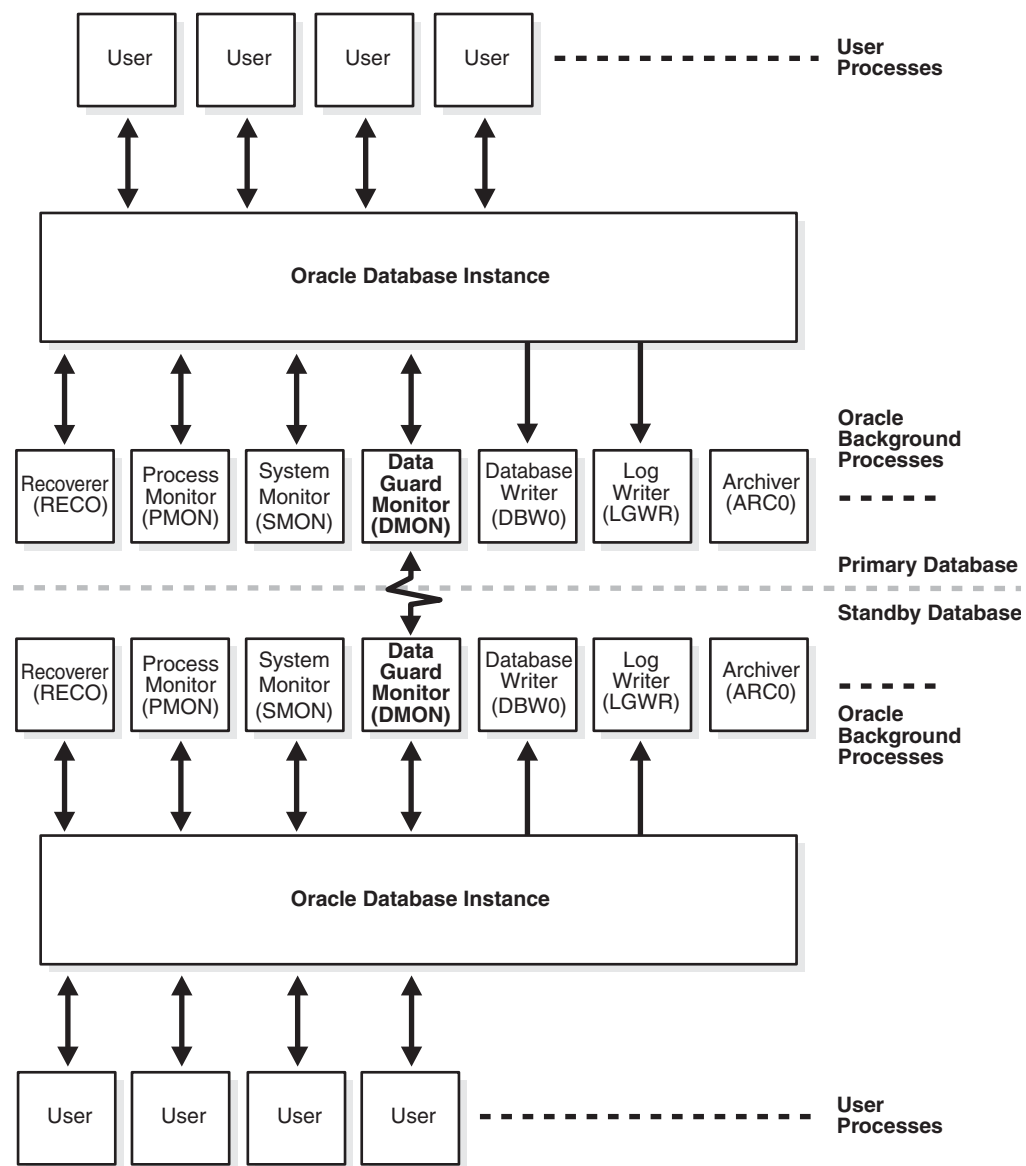 User
User
User
User
User
Processes
Oracle Database Instance
Recoverer
(RECO)
Process
Monitor
(PMON)
System
Monitor
(SMON)
Data
Guard
Monitor
(DMON)
Database
Writer
(DBW0)
Log
Writer
(LGWR)
Archiver
(ARC0)
Oracle
Background
Processes
Primary Database
Standby Database
Recoverer
(RECO)
Process
Monitor
(PMON)
System
Monitor
(SMON)
Data
Guard
Monitor
(DMON)
Database
Writer
(DBW0)
Log
Writer
(LGWR)
Archiver
(ARC0)
Oracle
Background
Processes
Oracle Database Instance
User
User
User
User
User
Processes